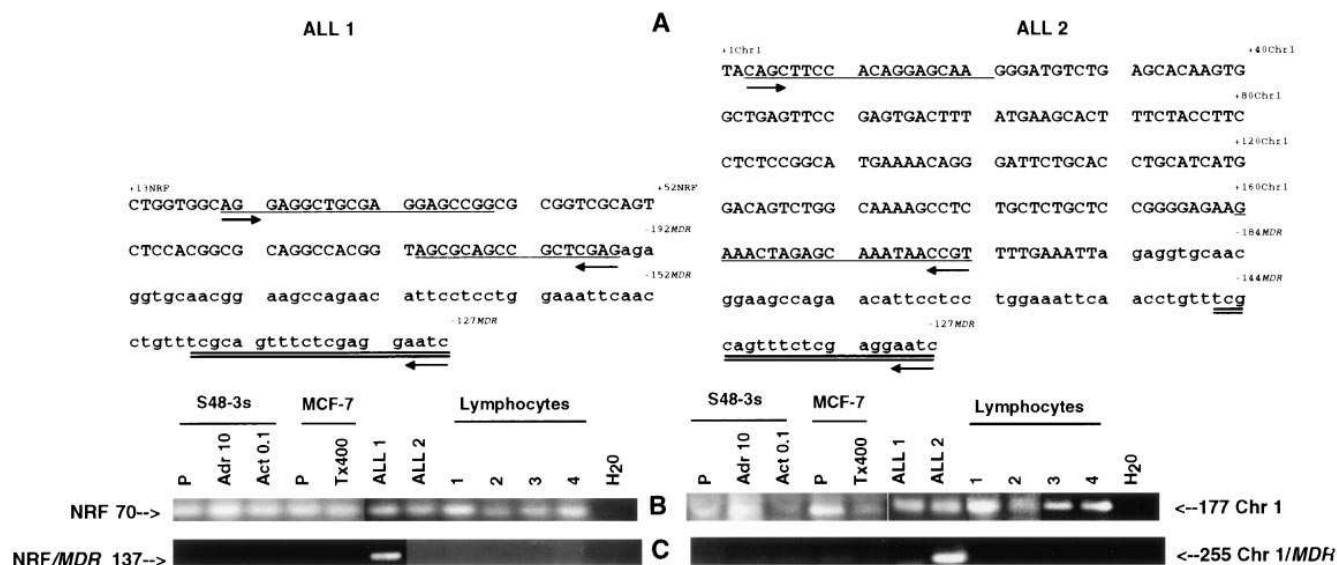 ALL 1
A
ALL 2
+13NRF +52NRF
CTGGTGGCAG GAGGCTGCGA GGAGCCGGCG CGGTCGCAGT
-192MDR
CTCCACGGCG CAGGCCACGG TAGCGCAGCC GCTCGAGaga
-152MDR
ggtgcaacgg aagccagaac attcctcctg gaaattcaac
-127MDR
ctgtttcgca gtttctcgag gaatc
+1Chr1 +40Chr1
TACAGCTTCC ACAGGAGCAA GGGATGTCTG AGCACAAGTG
+80Chr1
GCTGAGTTCC GAGTGACTTT ATGAAGCACT TTCTACCTTC
+120Chr1
CTCTCCGGCA TGAAAACAGG GATTCTGCAC CTGCATCATG
+160Chr1
GACAGTCTGG CAAAAGCCTC TGCTCTGCTC CGGGGAGAAG
-184MDR
AAACTAGAGC AAATAACCGT TTTGAAATTa gaggtgcaac
-144MDR
ggaagccaga acattcctcc tggaaattca acctgtttcg
-127MDR
cagtttctcg aggaatc
S48-3s MCF-7 Lymphocytes
P Adr 10 Act 0.1 P Tx400 ALL 1 ALL 2 1 2 3 4 H20
S48-3s MCF-7 Lymphocytes
P Adr 10 Act 0.1 P Tx400 ALL 1 ALL 2 1 2 3 4 H20
NRF 70--> B <--177 Chr 1
NRF/MDR 137--> C <--255 Chr 1/MDR